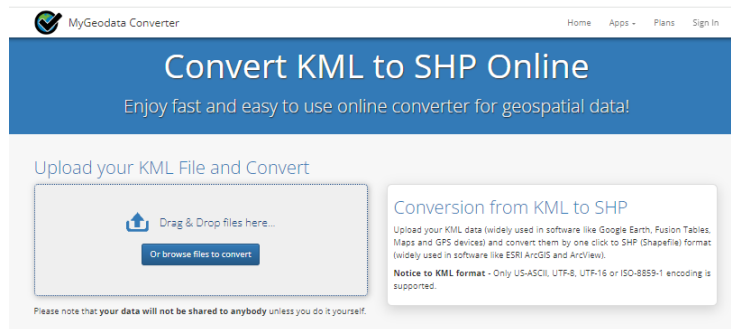 MyGeodata Converter
Home Apps Plans Sign In
Convert KML to SHP Online
Enjoy fast and easy to use online converter for geospatial data!
Upload your KML File and Convert
Drag & Drop files here...
Or browse files to convert
Please note that your data will not be shared to anybody unless you do it yourself.
Conversion from KML to SHP
Upload your KML data (widely used in software like Google Earth, Fusion Tables,
Maps and GPS devices) and convert them by one click to SHP (Shapefile) format
(widely used in software like ESRI ArcGIS and ArcView).
Notice to KML format - Only US-ASCII, UTF-8, UTF-16 or ISO-8859-1 encoding is
supported.